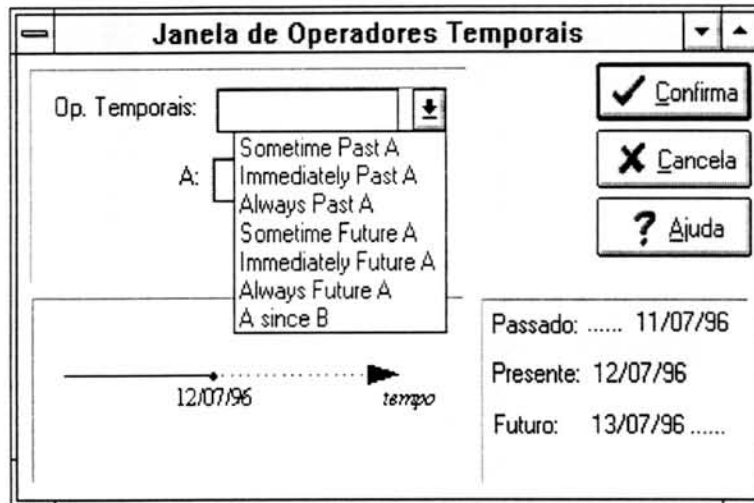 Janela de Operadores Temporais
Op. Temporais:
Sometime Past A
A:
Immediately Past A
Always Past A
Sometime Future A
Immediately Future A
Always Future A
A since B
Confirma
Cancela
? Ajuda
12/07/96
tempo
Passado: ...... 11/07/96
Presente: 12/07/96
Futuro: 13/07/96 ......